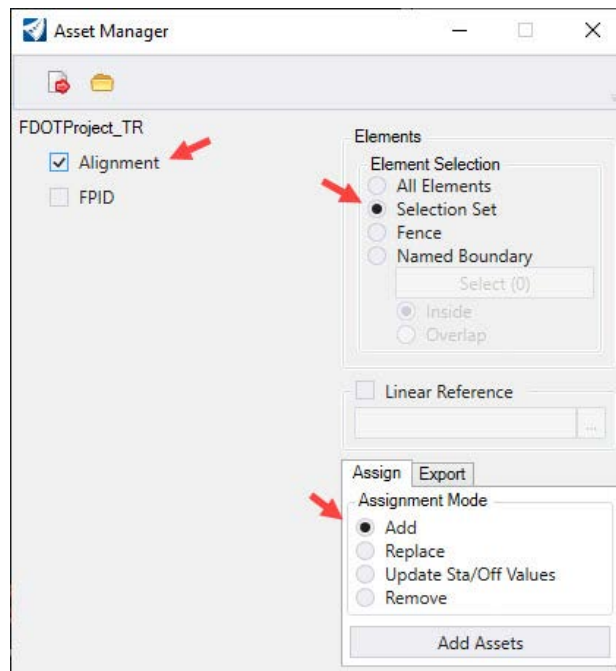 Asset Manager
FDOTProject_TR
Alignment
FPID
Elements
Element Selection
All Elements
Selection Set
Fence
Named Boundary
Select (0)
Inside
Overlap
Linear Reference
...
Assign Export
Assignment Mode
Add
Replace
Update Sta/Off Values
Remove
Add Assets